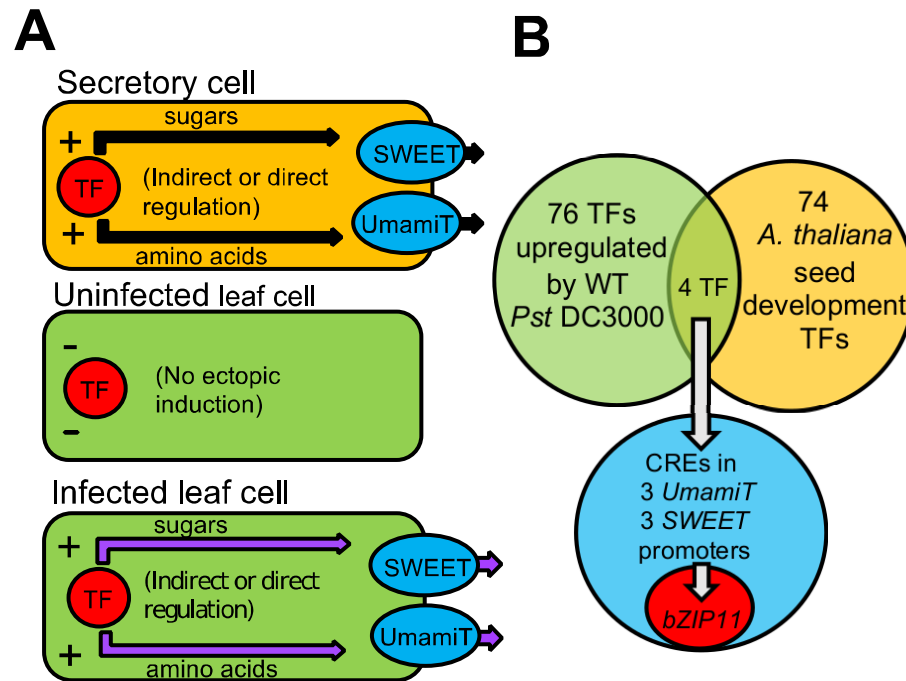 A
Secretory cell
sugars
+
TF
(Indirect or direct
regulation)
+
amino acids
SWEET
UmamiT
Uninfected leaf cell
-
TF
(No ectopic
induction)
-
Infected leaf cell
sugars
+
TF
(Indirect or direct
regulation)
+
amino acids
SWEET
UmamiT
B
76 TFs
upregulated
by WT
Pst DC3000
4 TF
74
A. thaliana
seed
development
TFs
CREs in
3 UmamiT
3 SWEET
promoters
bZIP11